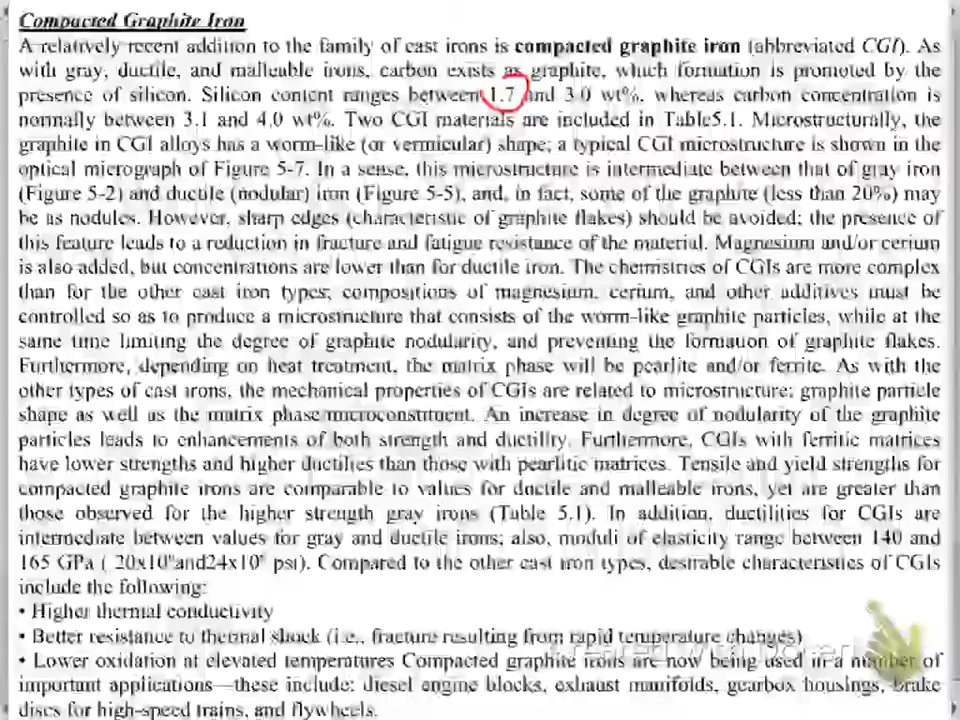 Compacted Graphite Iron
A relatively recent addition to the family of cast irons is compacted graphite iron (abbreviated CGI). As
with gray, ductile, and malleable irons, carbon exists as graphite, which formation is promoted by the
presence of silicon. Silicon content ranges between 1.7 and 3.0 wt%, whereas carbon concentration is
normally between 3.1 and 4.0 wt%. Two CGI materials are included in Table5.1. Microstructurally, the
graphite in CGI alloys has a worm-like (or vermicular) shape; a typical CGI microstructure is shown in the
optical micrograph of Figure 5-7. In a sense, this microstructure is intermediate between that of gray iron
(Figure 5-2) and ductile (nodular) iron (Figure 5-5), and, in fact, some of the graphite (less than 20%) may
be as nodules. However, sharp edges (characteristic of graphite flakes) should be avoided; the presence of
this feature leads to a reduction in fracture and fatigue resistance of the material. Magnesium and/or cerium
is also added, but concentrations are lower than for ductile iron. The chemistries of CGIs are more complex
than for the other cast iron types; compositions of magnesium, cerium, and other additives must be
controlled so as to produce a microstructure that consists of the worm-like graphite particles, while at the
same time limiting the degree of graphite nodularity, and preventing the formation of graphite flakes.
Furthermore, depending on heat treatment, the matrix phase will be pearlite and/or ferrite. As with the
other types of cast irons, the mechanical properties of CGIs are related to microstructure: graphite particle
shape as well as the matrix phase/microconstituent. An increase in degree of nodularity of the graphite
particles leads to enhancements of both strength and ductility. Furthermore, CGIs with ferritic matrices
have lower strengths and higher ductilies than those with pearlitic matrices. Tensile and yield strengths for
compacted graphite irons are comparable to values for ductile and malleable irons, yet are greater than
those observed for the higher strength gray irons (Table 5.1). In addition, ductilities for CGIs are
intermediate between values for gray and ductile irons; also, moduli of elasticity range between 140 and
165 GPa ( psi). Compared to the other cast iron types, desirable characteristics of CGIs
include the following:
• Higher thermal conductivity
• Better resistance to thermal shock (i.e., fracture resulting from rapid temperature changes)
• Lower oxidation at elevated temperatures Compacted graphite irons are now being used in a number of
important applications—these include: diesel engine blocks, exhaust manifolds, gearbox housings, brake
discs for high-speed trains, and flywheels.